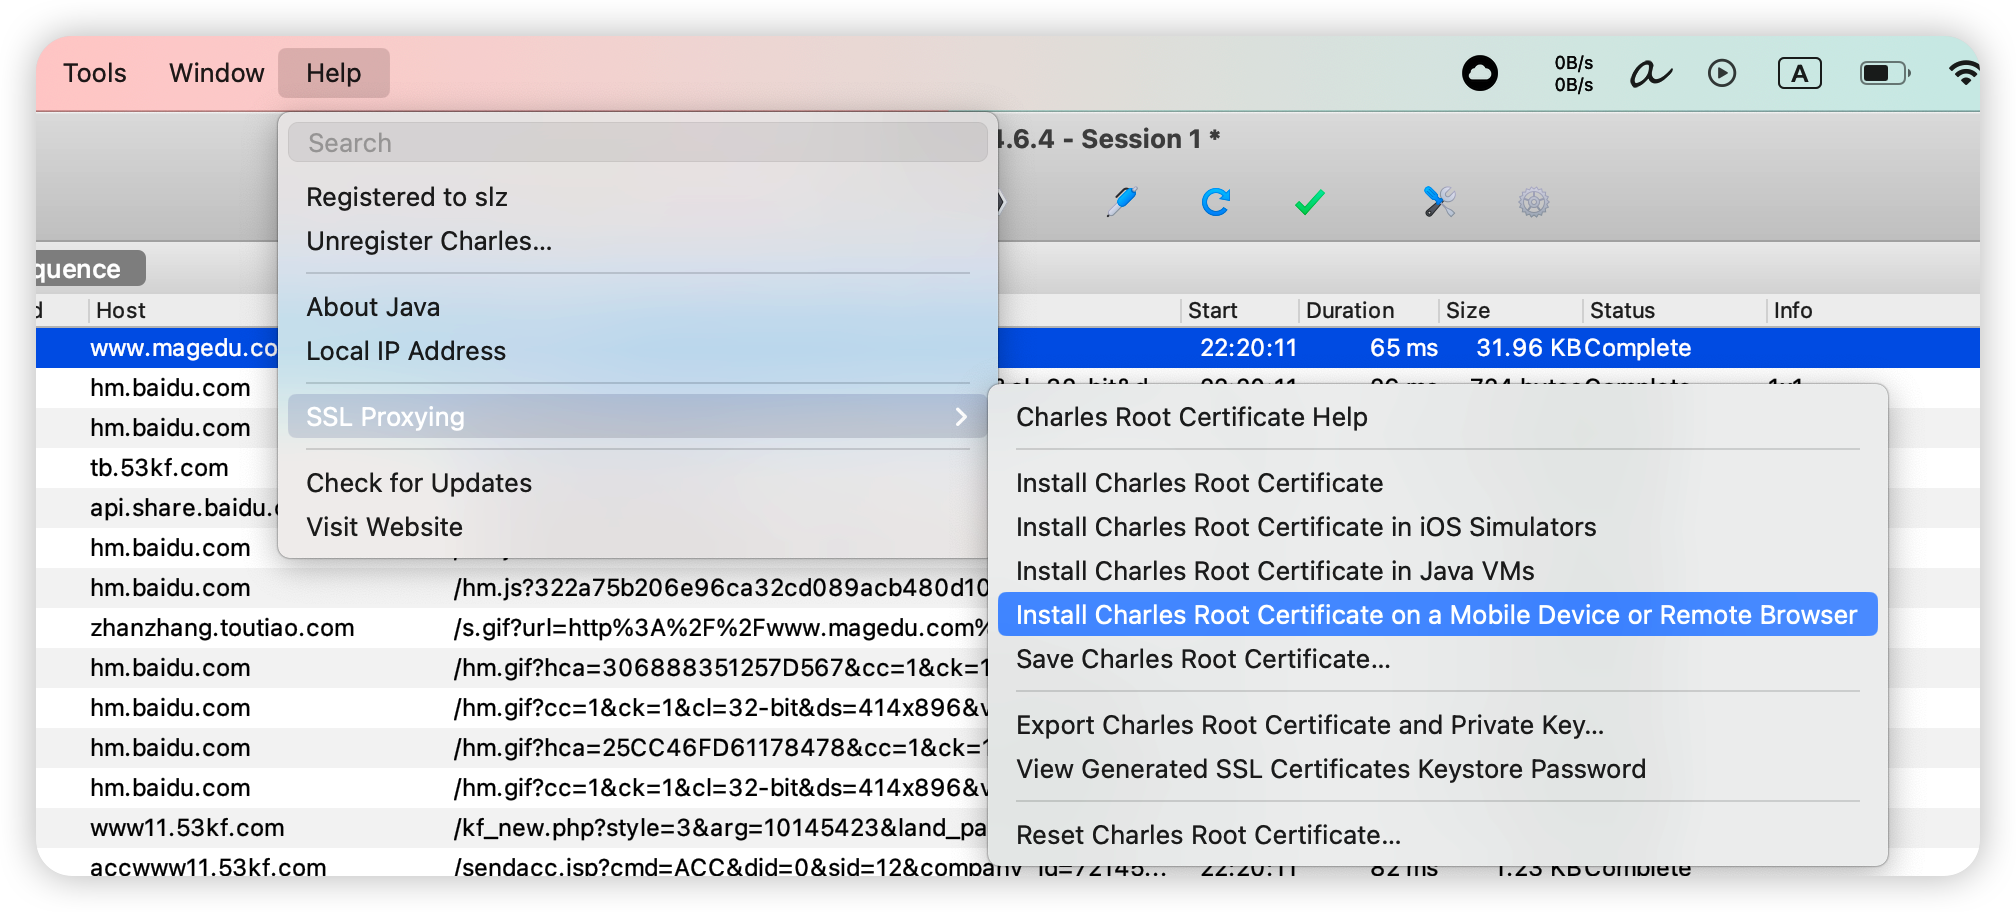 Tools Window Help 0B/s A
0B/s
Search
4.6.4 - Session 1 *
Registered to slz
Unregister Charles...
quence
About Java
Host Start Duration Size Status Info
Local IP Address
www.magedu.co 22:20:11 65 ms 31.96 KB Complete
hm.baidu.com
SSL Proxying
Charles Root Certificate Help
hm.baidu.com
tb.53kf.com
Check for Updates
Install Charles Root Certificate
api.share.baidu.
Visit Website
Install Charles Root Certificate in iOS Simulators
hm.baidu.com
Install Charles Root Certificate in Java VMs
hm.baidu.com /hm.js?322a75b206e96ca32cd089acb480d10
Install Charles Root Certificate on a Mobile Device or Remote Browser
zhanzhang.toutiao.com /s.gif?url=http%3A%2F%2Fwww.magedu.com%
Save Charles Root Certificate...
hm.baidu.com /hm.gif?hca=306888351257D567&cc=1&ck=1
hm.baidu.com /hm.gif?cc=1&ck=1&cl=32-bit&ds=414x896&v
Export Charles Root Certificate and Private Key...
hm.baidu.com /hm.gif?hca=25CC46FD61178478&cc=1&ck=1
View Generated SSL Certificates Keystore Password
hm.baidu.com /hm.gif?cc=1&ck=1&cl=32-bit&ds=414x896&v
www11.53kf.com /kf_new.php?style=3&arg=10145423&land_pa
Reset Charles Root Certificate...
accwww11.53kf.com /sendacc.jsp?cmd=ACC&did=0&sid=12&company_id=72145... 22:20:11 82 ms 1.23 KB Complete